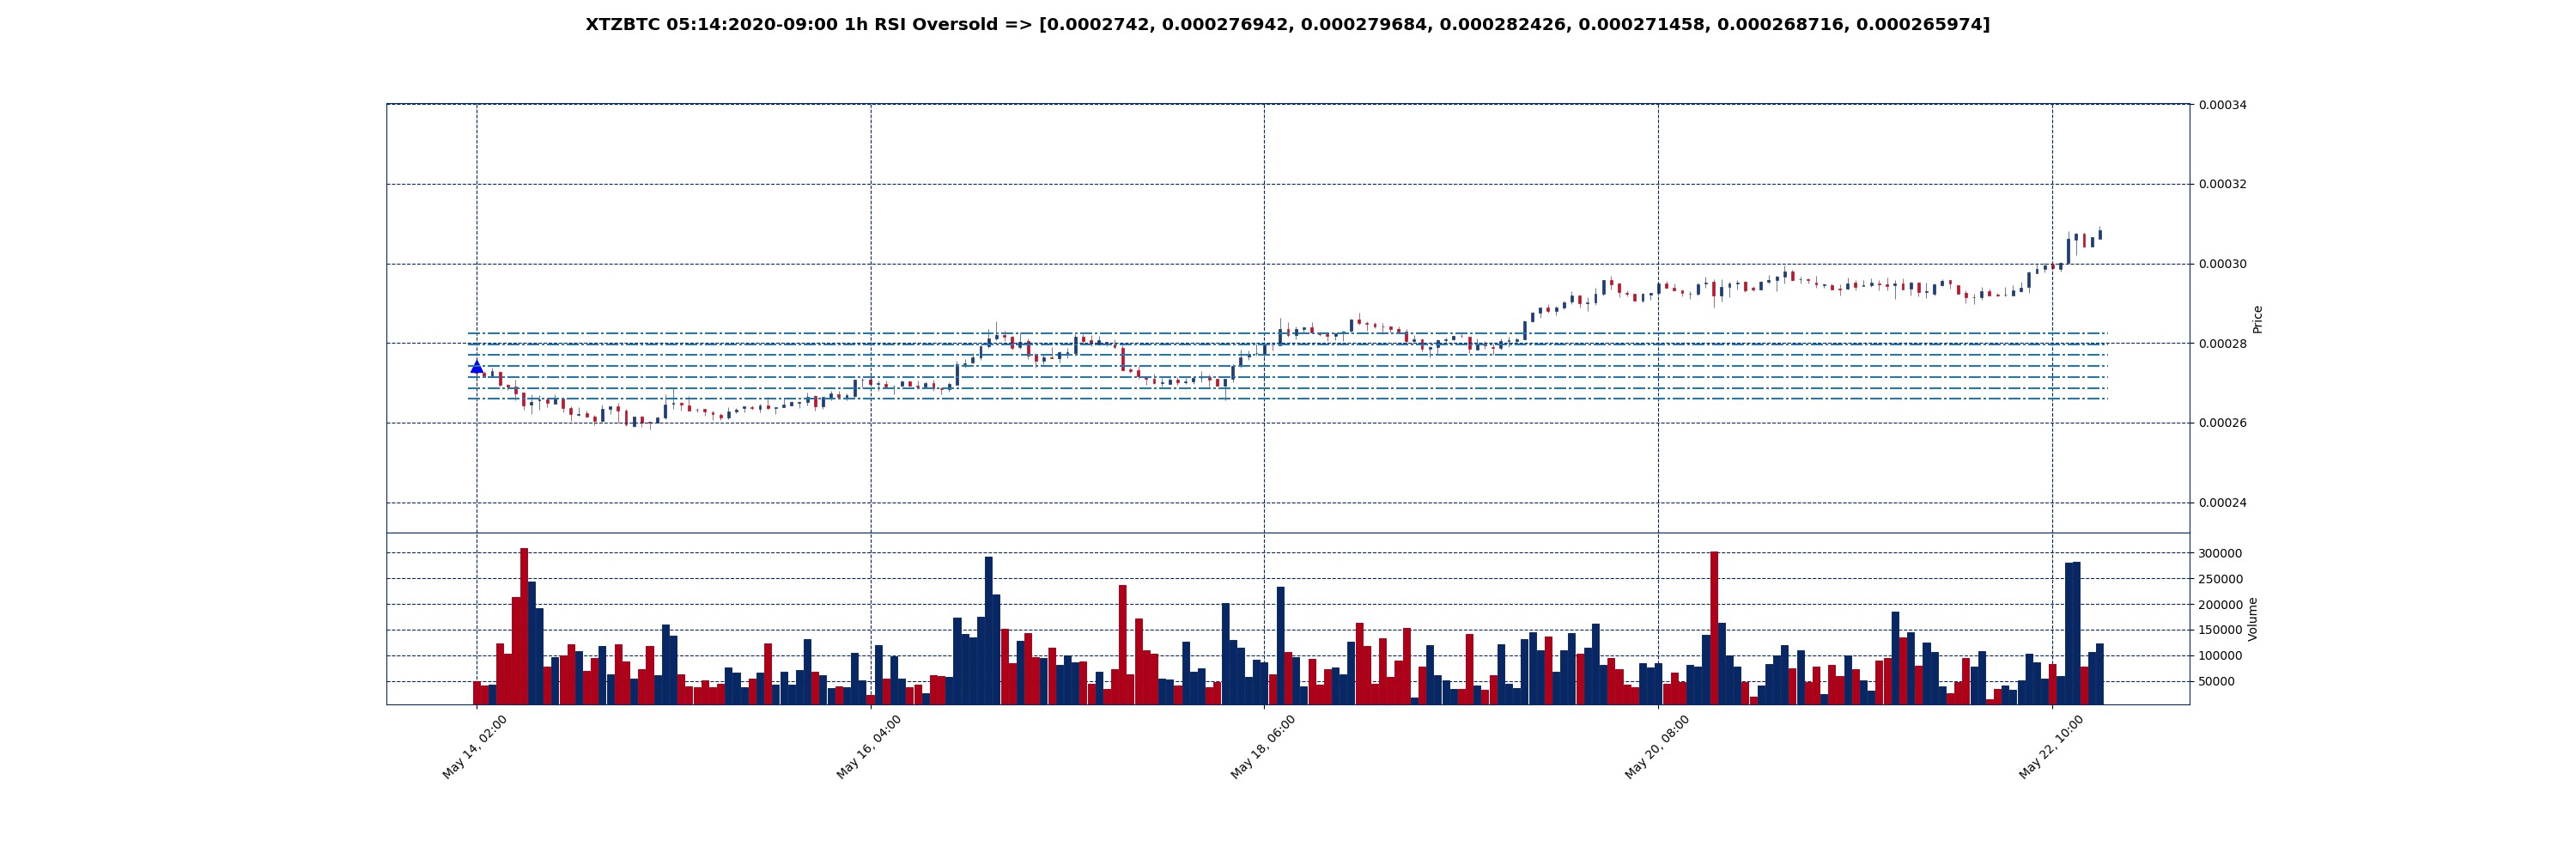 XTZBTC 05:14:2020-09:00 1h RSI Oversold => [0.0002742, 0.000276942, 0.000279684, 0.000282426, 0.000271458, 0.000268716, 0.000265974]
0.00034
0.00032
0.00030
0.00028
0.00026
0.00024
Price
300000
250000
200000
150000
100000
50000
Volume
May 14, 02:00
May 16, 04:00
May 18, 06:00
May 20, 08:00
May 22, 10:00